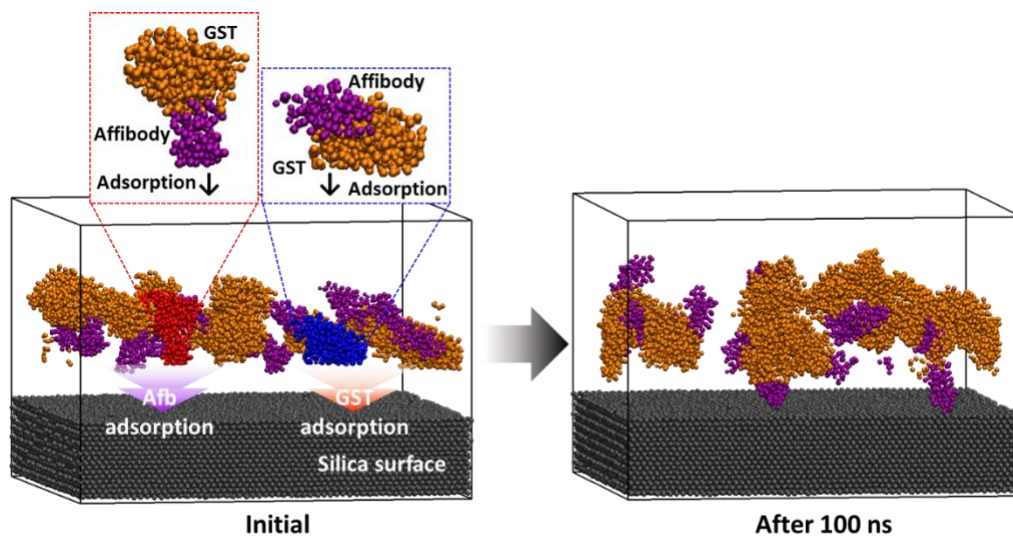 GST
Affibody
Adsorption
Affibody
GST
Adsorption
Afb
adsorption
GST
adsorption
Silica surface
Initial
After 100 ns